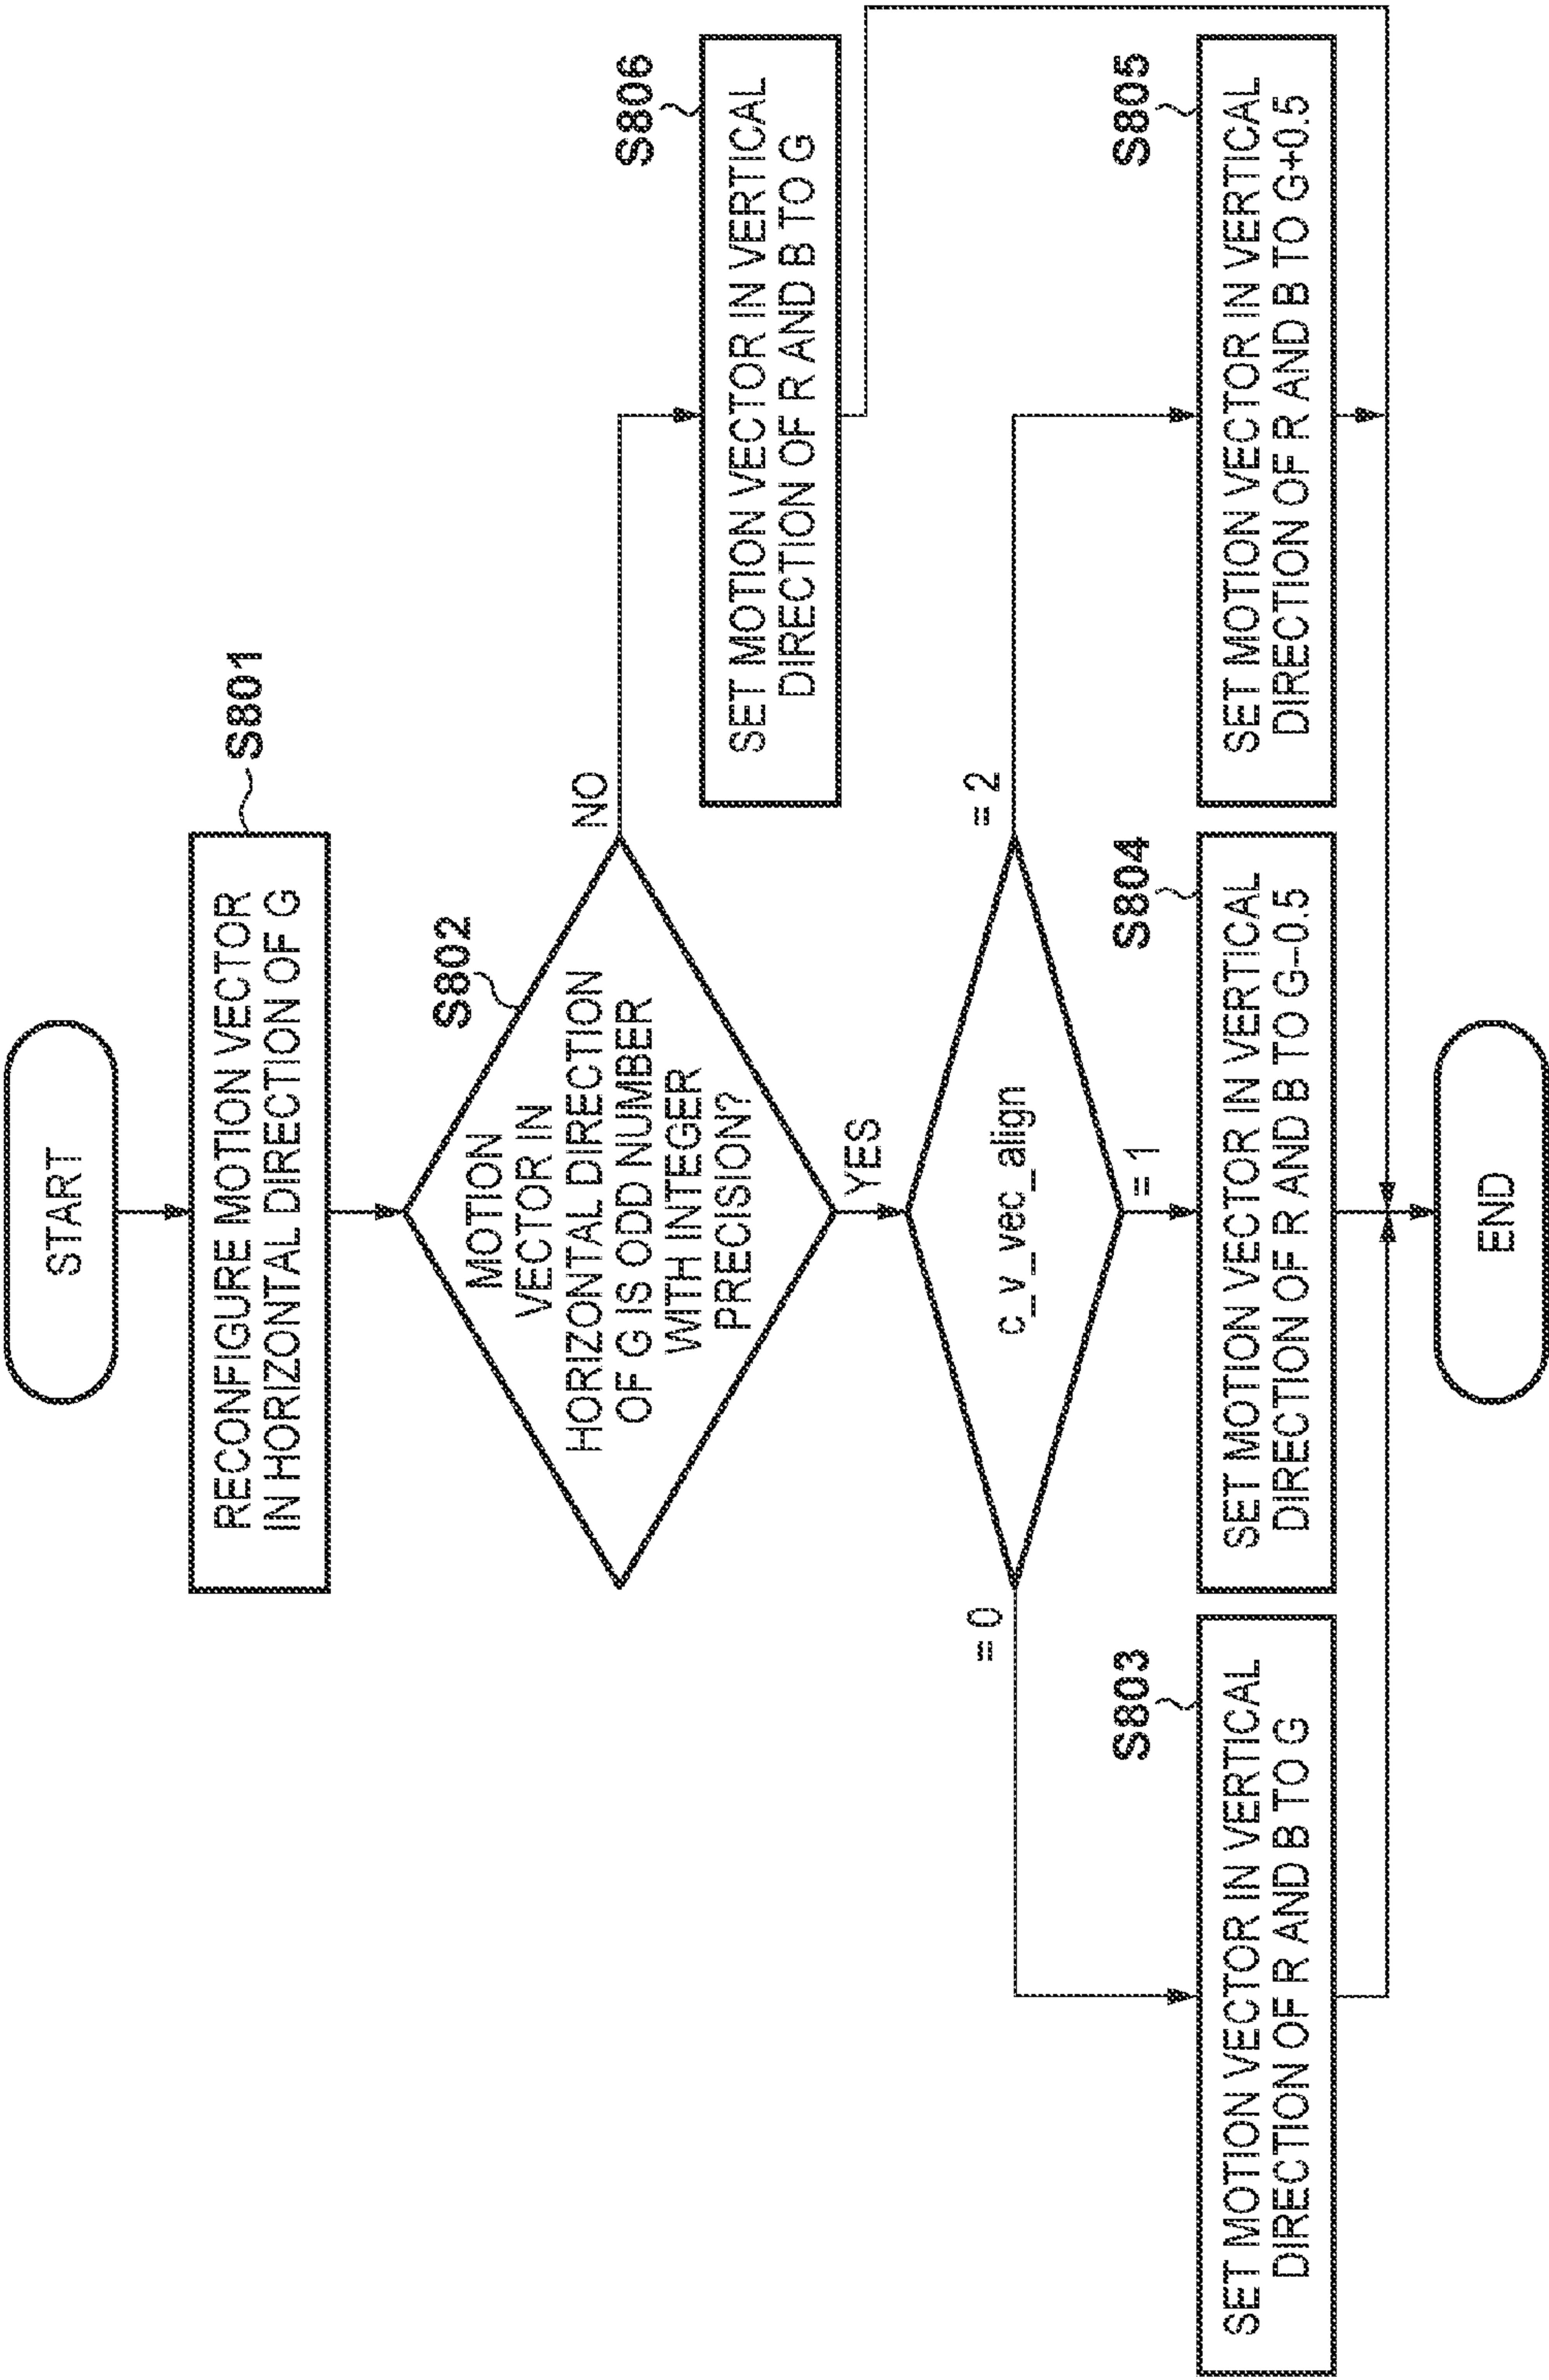 START
S801
RECONFIGURE MOTION VECTOR
IN HORIZONTAL DIRECTION OF G
S802
MOTION
VECTOR IN
HORIZONTAL DIRECTION
OF G IS ODD NUMBER
WITH INTEGER
PRECISION?
NO
YES
S806
SET MOTION VECTOR IN VERTICAL
DIRECTION OF R AND B TO G
c_v_vec_align
= 0
= 1
= 2
S803
SET MOTION VECTOR IN VERTICAL
DIRECTION OF R AND B TO G
S804
SET MOTION VECTOR IN VERTICAL
DIRECTION OF R AND B TO G−0.5
S805
SET MOTION VECTOR IN VERTICAL
DIRECTION OF R AND B TO G+0.5
END